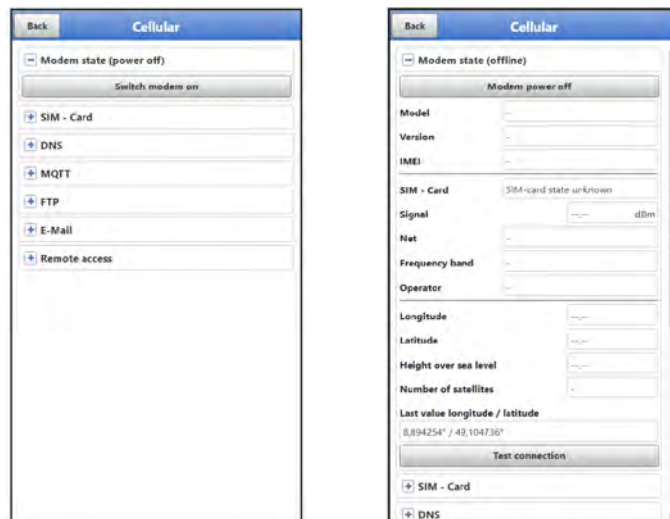 Back
Cellular
Modem state (power off)
Switch modem on
SIM - Card
DNS
MQTT
FTP
E-Mail
Remote access
Back
Cellular
Modem state (offline)
Modem power off
Model -
Version -
IMEI -
SIM - Card SIM-card state unknown
Signal --,-- dBm
Net -
Frequency band -
Operator -
Longitude --,--
Latitude --,--
Height over sea level --,--
Number of satellites -
Last value longitude / latitude
8,894254° / 49,104736°
Test connection
SIM - Card
DNS